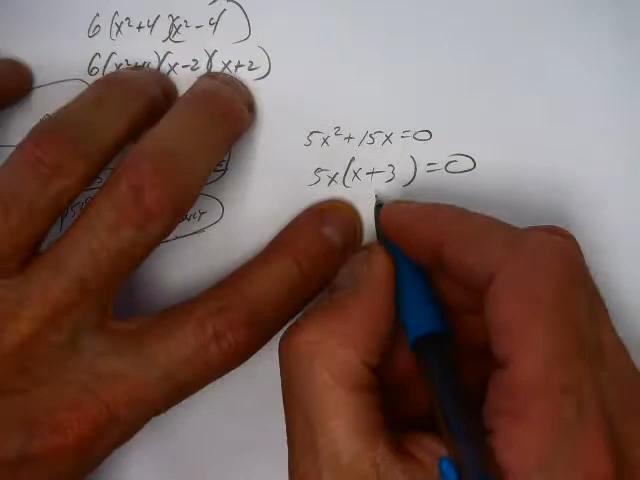 6(x²+4)(x²-4)
6(x²+4)(x-2)(x+2)
5x²+15x=0
5x(x+3)=0